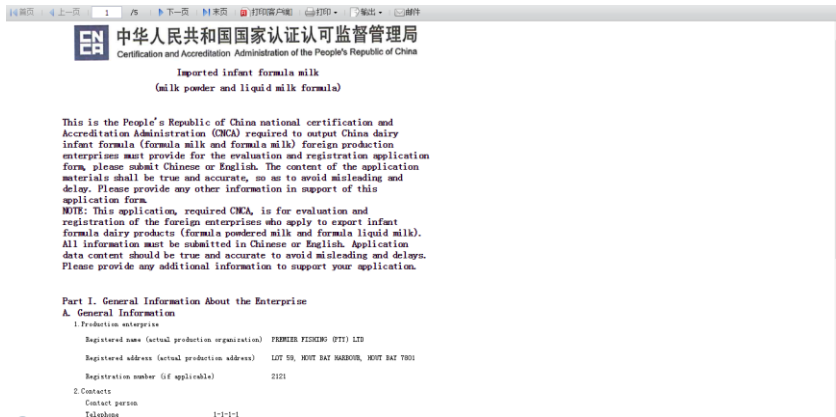 首页 上一页 1 /5 下一页 末页 打印客户端 打印 输出 邮件
中华人民共和国国家认证认可监督管理局
Certification and Accreditation Administration of the People's Republic of China
Imported infant formula milk
(milk powder and liquid milk formula)
This is the People's Republic of China national certification and
Accreditation Administration (CNCA) required to output China dairy
infant formula (formula milk and formula milk) foreign production
enterprises must provide for the evaluation and registration application
form, please submit Chinese or English. The content of the application
materials shall be true and accurate, so as to avoid misleading and
delay. Please provide any other information in support of this
application form.
NOTE: This application, required CNCA, is for evaluation and
registration of the foreign enterprises who apply to export infant
formula dairy products (formula powdered milk and formula liquid milk).
All information must be submitted in Chinese or English. Application
data content should be true and accurate to avoid misleading and delays.
Please provide any additional information to support your application.
Part I. General Information About the Enterprise
A. General Information
1.Production enterprise
Registered name (actual production organization) PREMIER FISHING (PTY) LTD
Registered address (actual production address) LOT 59, HOVT BAY HARBOVR, HOVT BAY 7801
Registration number (if applicable) 2121
2.Contacts
Contact person
Telephone 1-1-1-1